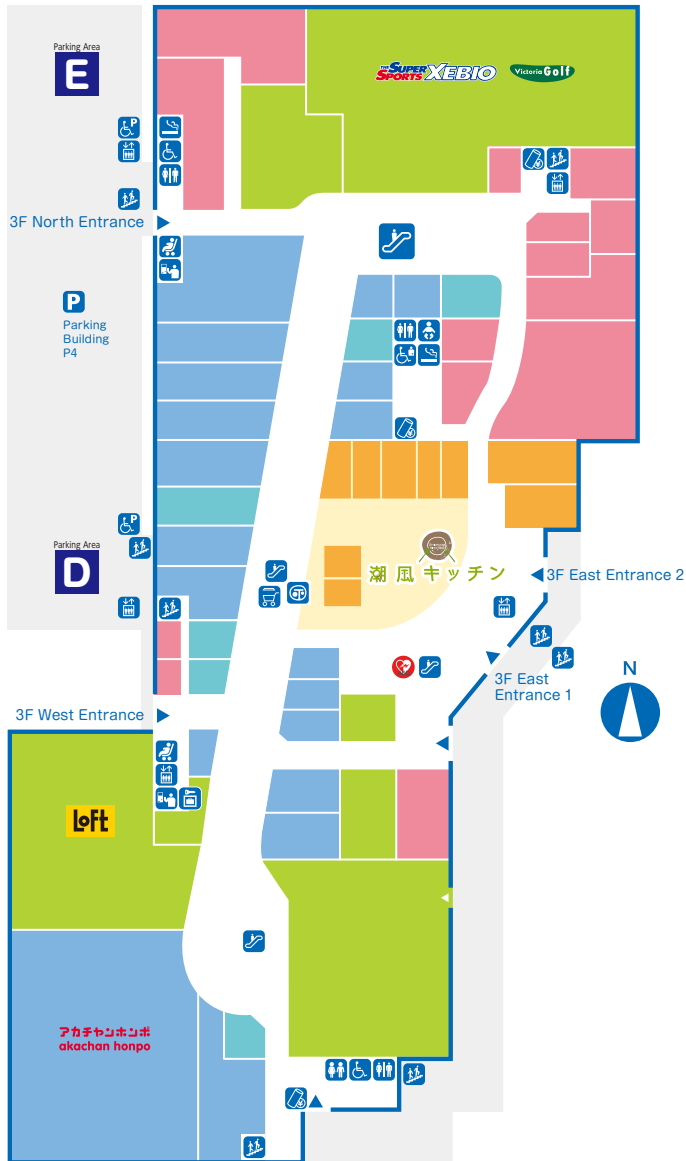 Parking Area
E
THE SUPER SPORTS XEBIO
Victoria Golf
P
3F North Entrance
P
Parking
Building
P4
P
Parking Area
D
潮風キッチン
3F East Entrance 2
3F East
Entrance 1
N
3F West Entrance
LoFt
アカチャンホンポ
akachan honpo